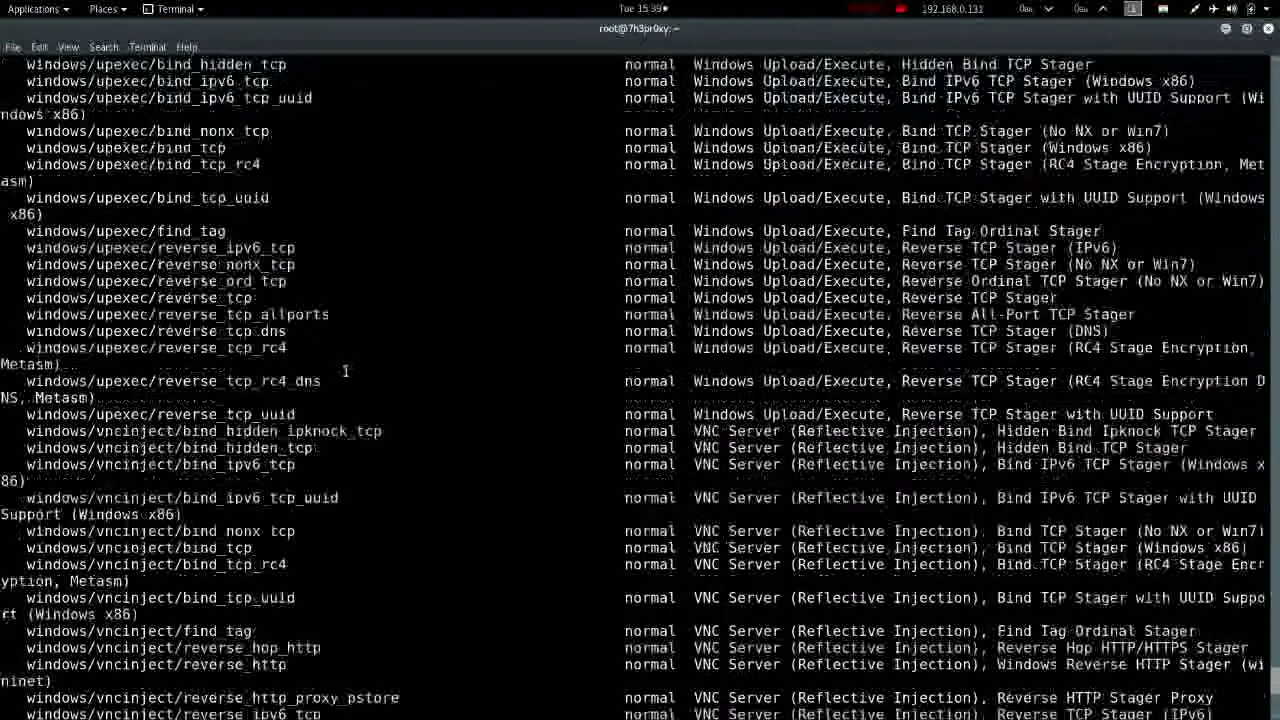 Applications Places Terminal Tue 15:39 192.168.0.131
root@7h3pr0xy: ~
File Edit View Search Terminal Help
windows/upexec/bind_hidden_tcp normal Windows Upload/Execute, Hidden Bind TCP Stager
windows/upexec/bind_ipv6_tcp normal Windows Upload/Execute, Bind IPv6 TCP Stager (Windows x86)
windows/upexec/bind_ipv6_tcp_uuid normal Windows Upload/Execute, Bind IPv6 TCP Stager with UUID Support (Wi
ndows x86)
windows/upexec/bind_nonx_tcp normal Windows Upload/Execute, Bind TCP Stager (No NX or Win7)
windows/upexec/bind_tcp normal Windows Upload/Execute, Bind TCP Stager (Windows x86)
windows/upexec/bind_tcp_rc4 normal Windows Upload/Execute, Bind TCP Stager (RC4 Stage Encryption, Met
asm)
windows/upexec/bind_tcp_uuid normal Windows Upload/Execute, Bind TCP Stager with UUID Support (Windows
x86)
windows/upexec/find_tag normal Windows Upload/Execute, Find Tag Ordinal Stager
windows/upexec/reverse_ipv6_tcp normal Windows Upload/Execute, Reverse TCP Stager (IPv6)
windows/upexec/reverse_nonx_tcp normal Windows Upload/Execute, Reverse TCP Stager (No NX or Win7)
windows/upexec/reverse_ord_tcp normal Windows Upload/Execute, Reverse Ordinal TCP Stager (No NX or Win7)
windows/upexec/reverse_tcp normal Windows Upload/Execute, Reverse TCP Stager
windows/upexec/reverse_tcp_allports normal Windows Upload/Execute, Reverse All-Port TCP Stager
windows/upexec/reverse_tcp_dns normal Windows Upload/Execute, Reverse TCP Stager (DNS)
windows/upexec/reverse_tcp_rc4 normal Windows Upload/Execute, Reverse TCP Stager (RC4 Stage Encryption,
Metasm)
windows/upexec/reverse_tcp_rc4_dns normal Windows Upload/Execute, Reverse TCP Stager (RC4 Stage Encryption D
NS, Metasm)
windows/upexec/reverse_tcp_uuid normal Windows Upload/Execute, Reverse TCP Stager with UUID Support
windows/vncinject/bind_hidden_ipknock_tcp normal VNC Server (Reflective Injection), Hidden Bind Ipknock TCP Stager
windows/vncinject/bind_hidden_tcp normal VNC Server (Reflective Injection), Hidden Bind TCP Stager
windows/vncinject/bind_ipv6_tcp normal VNC Server (Reflective Injection), Bind IPv6 TCP Stager (Windows x
86)
windows/vncinject/bind_ipv6_tcp_uuid normal VNC Server (Reflective Injection), Bind IPv6 TCP Stager with UUID
Support (Windows x86)
windows/vncinject/bind_nonx_tcp normal VNC Server (Reflective Injection), Bind TCP Stager (No NX or Win7)
windows/vncinject/bind_tcp normal VNC Server (Reflective Injection), Bind TCP Stager (Windows x86)
windows/vncinject/bind_tcp_rc4 normal VNC Server (Reflective Injection), Bind TCP Stager (RC4 Stage Encr
yption, Metasm)
windows/vncinject/bind_tcp_uuid normal VNC Server (Reflective Injection), Bind TCP Stager with UUID Suppo
rt (Windows x86)
windows/vncinject/find_tag normal VNC Server (Reflective Injection), Find Tag Ordinal Stager
windows/vncinject/reverse_hop_http normal VNC Server (Reflective Injection), Reverse Hop HTTP/HTTPS Stager
windows/vncinject/reverse_http normal VNC Server (Reflective Injection), Windows Reverse HTTP Stager (wi
ninet)
windows/vncinject/reverse_http_proxy_pstore normal VNC Server (Reflective Injection), Reverse HTTP Stager Proxy
windows/vncinject/reverse_ipv6_tcp normal VNC Server (Reflective Injection), Reverse TCP Stager (IPv6)